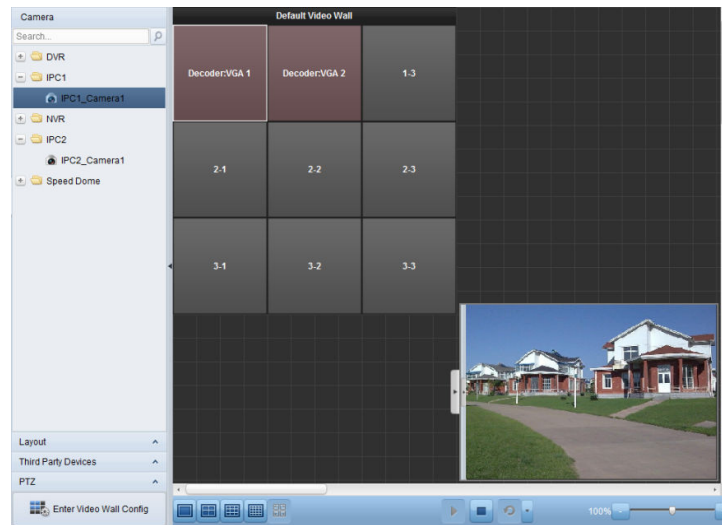 Camera
Search...
DVR
IPC1
IPC1_Camera1
NVR
IPC2
IPC2_Camera1
Speed Dome
Layout
Third Party Devices
PTZ
Enter Video Wall Config
Default Video Wall
Decoder:VGA 1 Decoder:VGA 2 1-3
2-1 2-2 2-3
3-1 3-2 3-3
100%